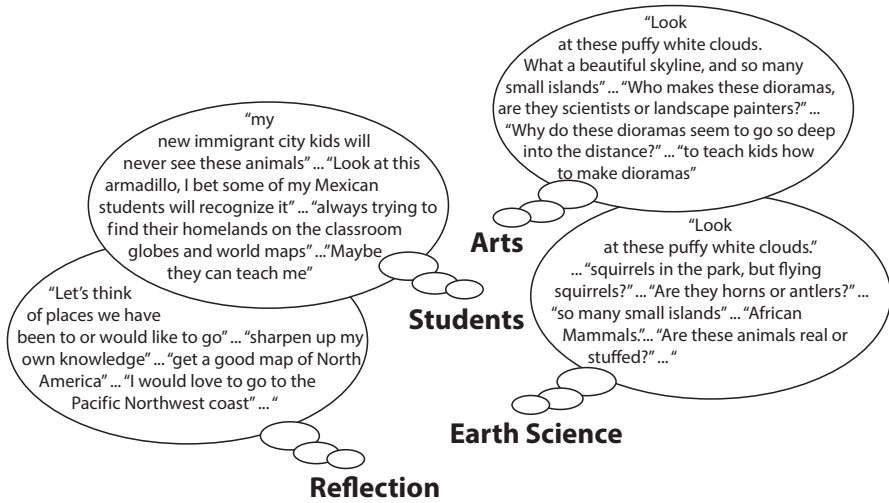 “Look
at these puffy white clouds.
What a beautiful skyline, and so many
small islands” ... “Who makes these dioramas,
are they scientists or landscape painters?” ...
“Why do these dioramas seem to go so deep
into the distance?” ... “to teach kids how
to make dioramas”
Arts
“my
new immigrant city kids will
never see these animals” ... “Look at this
armadillo, I bet some of my Mexican
students will recognize it” ... “always trying to
find their homelands on the classroom
globes and world maps” ...”Maybe
they can teach me”
Students
“Look
at these puffy white clouds.”
... “squirrels in the park, but flying
squirrels?” ... “Are they horns or antlers?” ...
“so many small islands” ... “African
Mammals.”... “Are these animals real or
stuffed?” ... “
Earth Science
“Let’s think
of places we have
been to or would like to go” ... “sharpen up my
own knowledge” ... “get a good map of North
America” ... “I would love to go to the
Pacific Northwest coast” ... “
Reflection